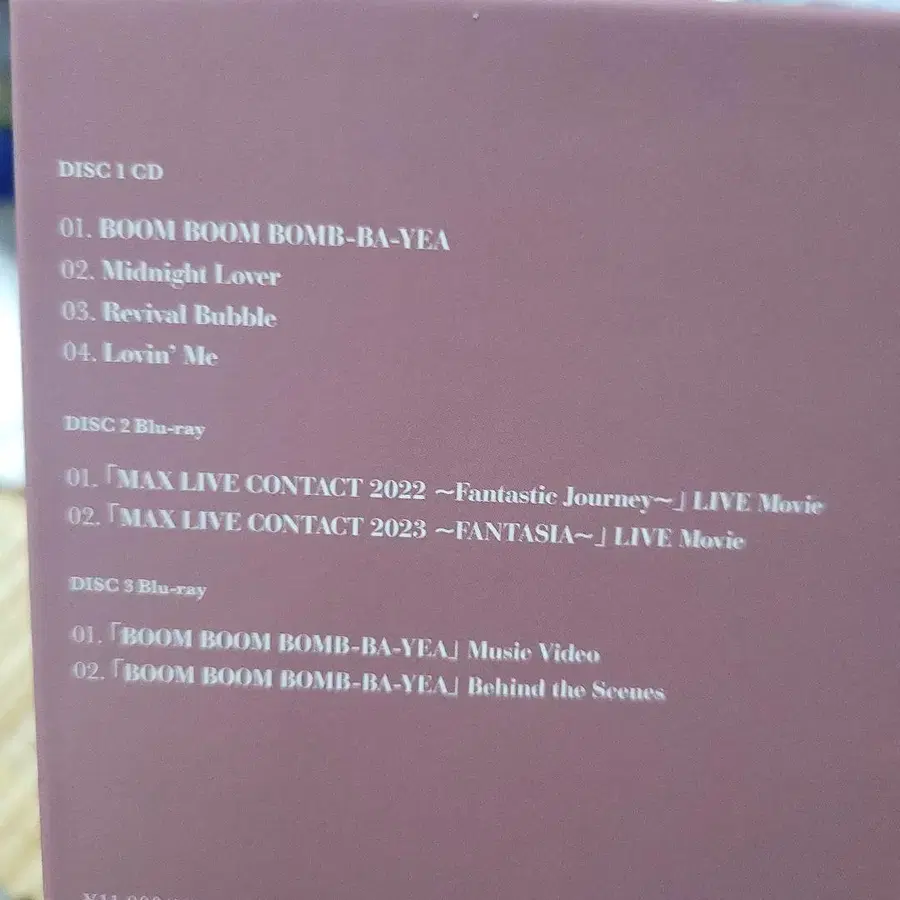 DISC 1 CD
01. BOOM BOOM BOMB-BA-YEA
02. Midnight Lover
03. Revival Bubble
04. Lovin' Me
DISC 2 Blu-ray
01.「MAX LIVE CONTACT 2022 ~Fantastic Journey~」LIVE Movie
02.「MAX LIVE CONTACT 2023 ~FANTASIA~」LIVE Movie
DISC 3 Blu-ray
01.「BOOM BOOM BOMB-BA-YEA」Music Video
02.「BOOM BOOM BOMB-BA-YEA」Behind the Scenes